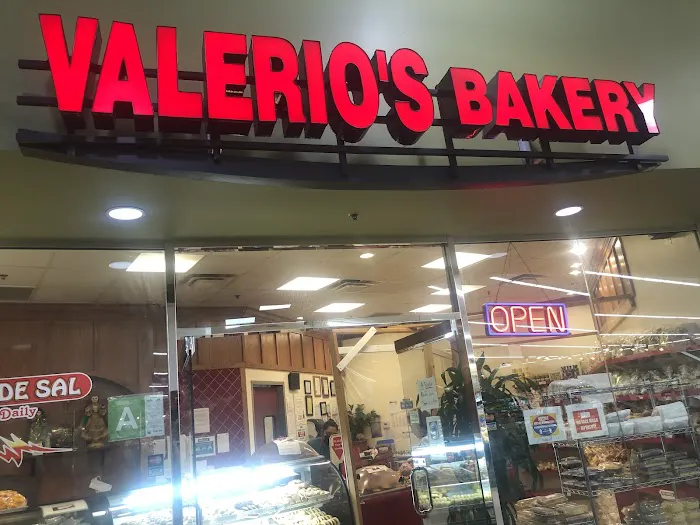 VALERIO'S BAKERY
OPEN
DE SAL
Daily
A